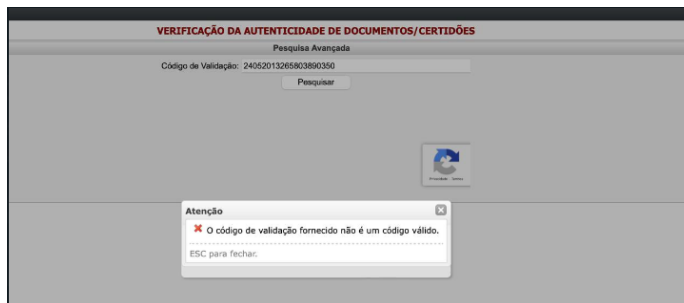 VERIFICAÇÃO DA AUTENTICIDADE DE DOCUMENTOS/CERTIDÕES
Pesquisa Avançada
Código de Validação: 24052013265803890350
Pesquisar
Atenção
O código de validação fornecido não é um código válido.
ESC para fechar.